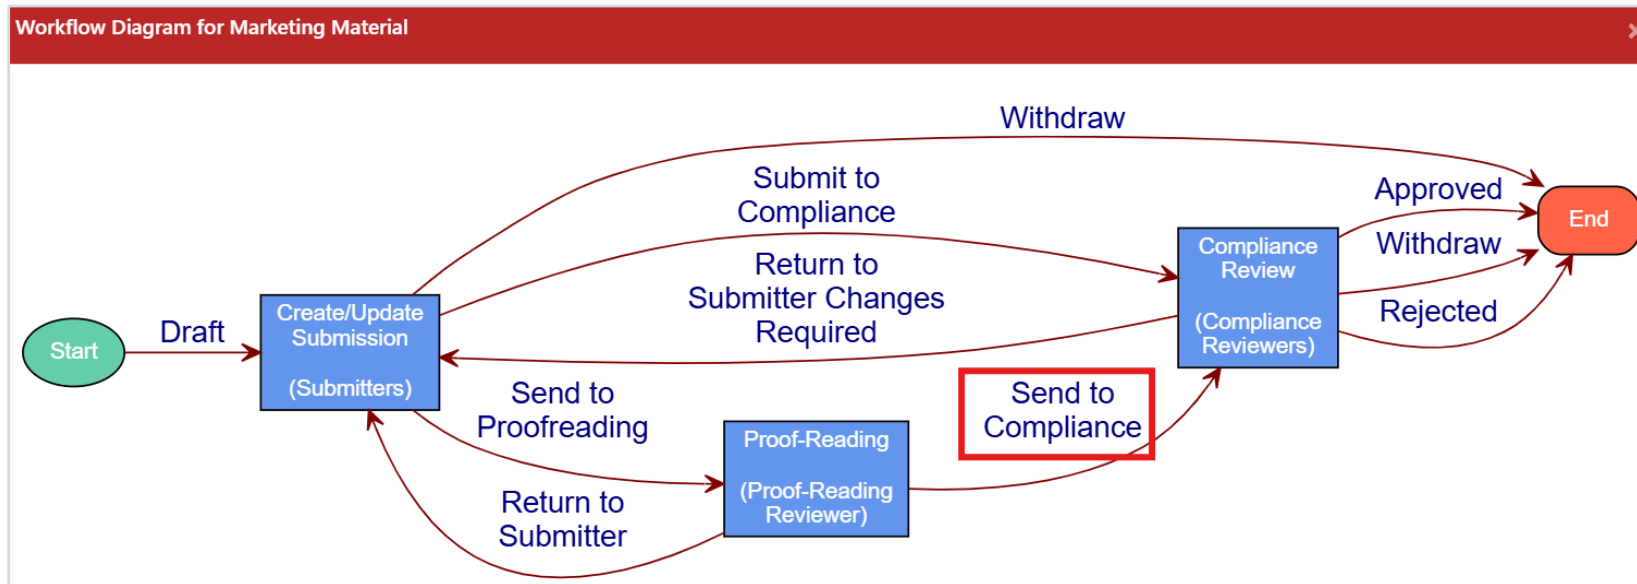 Workflow Diagram for Marketing Material
×
Withdraw
Submit to
Compliance
Approved
End
Compliance
Review
(Compliance
Reviewers)
Withdraw
Return to
Submitter Changes
Required
Rejected
Create/Update
Submission
(Submitters)
Start
Draft
Send to
Proofreading
Send to
Compliance
Proof-Reading
(Proof-Reading
Reviewer)
Return to
Submitter